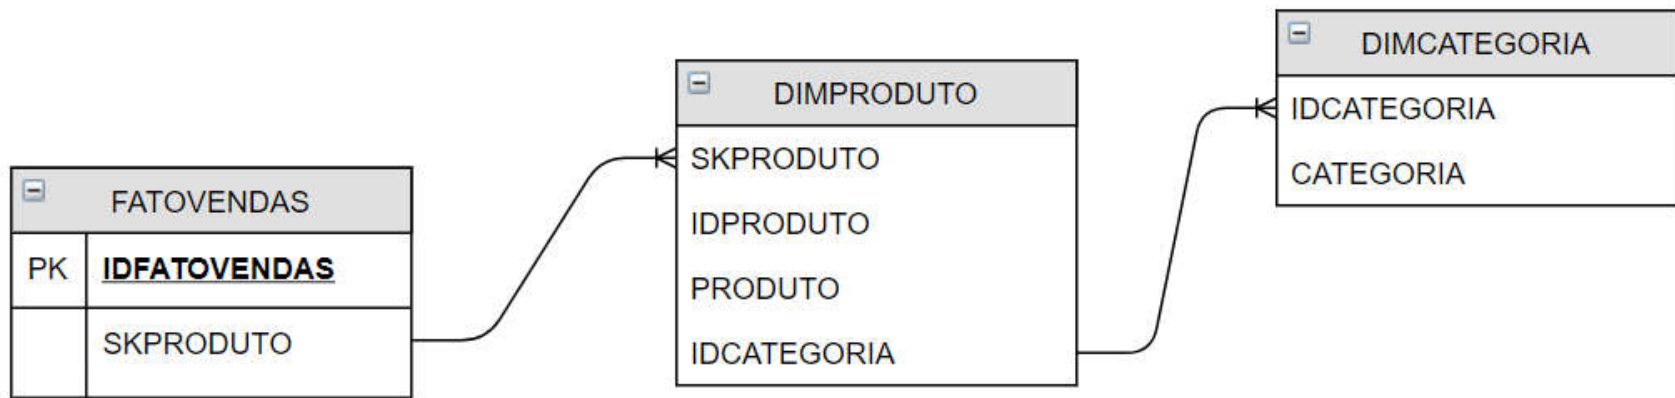 FATOVENDAS
PK IDFATOVENDAS
SKPRODUTO
DIMPRODUTO
SKPRODUTO
IDPRODUTO
PRODUTO
IDCATEGORIA
DIMCATEGORIA
IDCATEGORIA
CATEGORIA